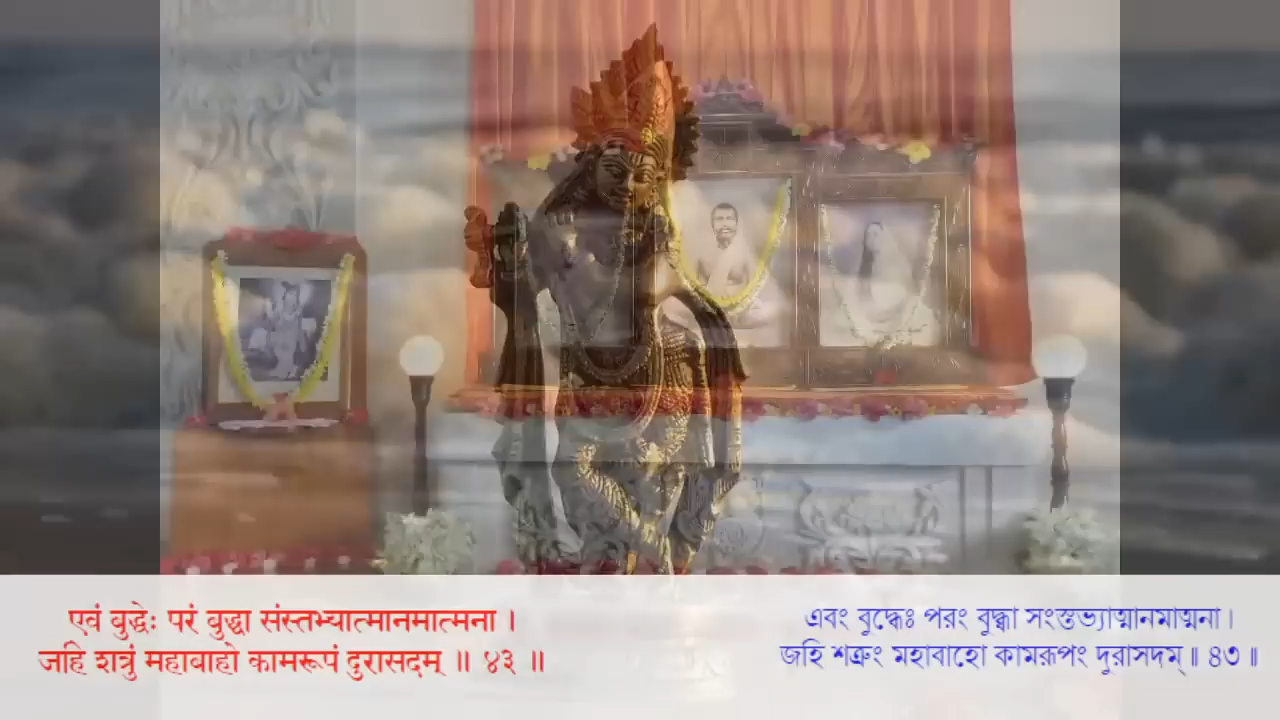 एवं बुद्धेः परं बुद्धा संस्तभ्यात्मानमात्मना ।
जहि शत्रुं महाबाहो कामरूपं दुरासदम् ॥ ४३ ॥
এবং বুদ্ধেঃ পরং বুদ্ধা সংস্তভ্যাত্মানমাত্মনা।
জহি শত্রুং মহাবাহো কামরূপং দুরাসদম্॥ ৪৩॥